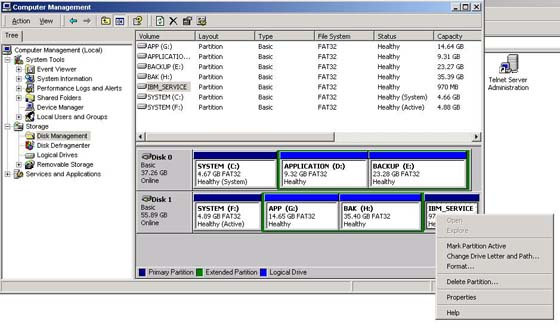 Computer Management
Action View
Tree
Computer Management (Local)
System Tools
Event Viewer
System Information
Performance Logs and Alerts
Shared Folders
Device Manager
Local Users and Groups
Storage
Disk Management
Disk Defragmenter
Logical Drives
Removable Storage
Services and Applications
Volume Layout Type File System Status Capacity
APP (G:) Partition Basic FAT32 Healthy 14.64 GB
APPLICATIO... Partition Basic FAT32 Healthy 9.31 GB
BACKUP (E:) Partition Basic FAT32 Healthy 23.27 GB
BAK (H:) Partition Basic FAT32 Healthy 35.39 GB
IBM_SERVICE Partition Basic FAT32 Healthy 970 MB
SYSTEM (C:) Partition Basic FAT32 Healthy (System) 4.66 GB
SYSTEM (F:) Partition Basic FAT32 Healthy (Active) 4.88 GB
Telnet Server
Administration
Disk 0
Basic
37.26 GB
Online
SYSTEM (C:)
4.67 GB FAT32
Healthy (System)
APPLICATION (D:)
9.32 GB FAT32
Healthy
BACKUP (E:)
23.28 GB FAT32
Healthy
Disk 1
Basic
55.89 GB
Online
SYSTEM (F:)
4.89 GB FAT32
Healthy (Active)
APP (G:)
14.65 GB FAT32
Healthy
BAK (H:)
35.40 GB FAT32
Healthy
IBM_SERVICE
97
He
Primary Partition Extended Partition Logical Drive
Open
Explore
Mark Partition Active
Change Drive Letter and Path...
Format...
Delete Partition...
Properties
Help